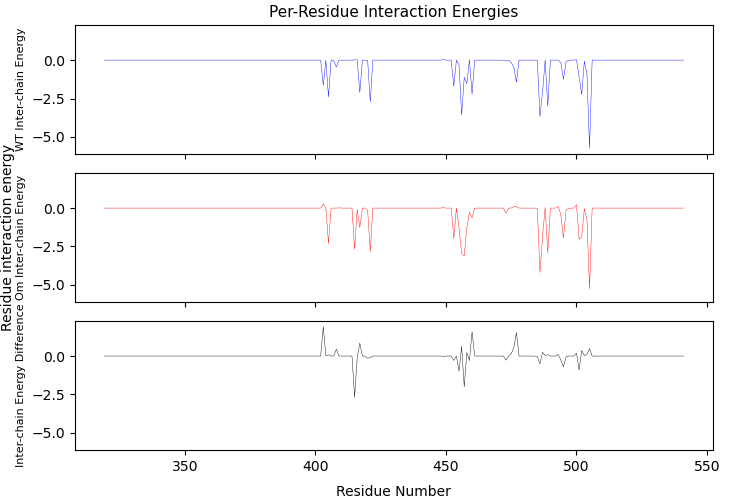 Per-Residue Interaction Energies
Residue interaction energy
WT Inter-chain Energy
0.0
−2.5
−5.0
Om Inter-chain Energy
0.0
−2.5
−5.0
Inter-chain Energy Difference
0.0
−2.5
−5.0
350
400
450
500
550
Residue Number